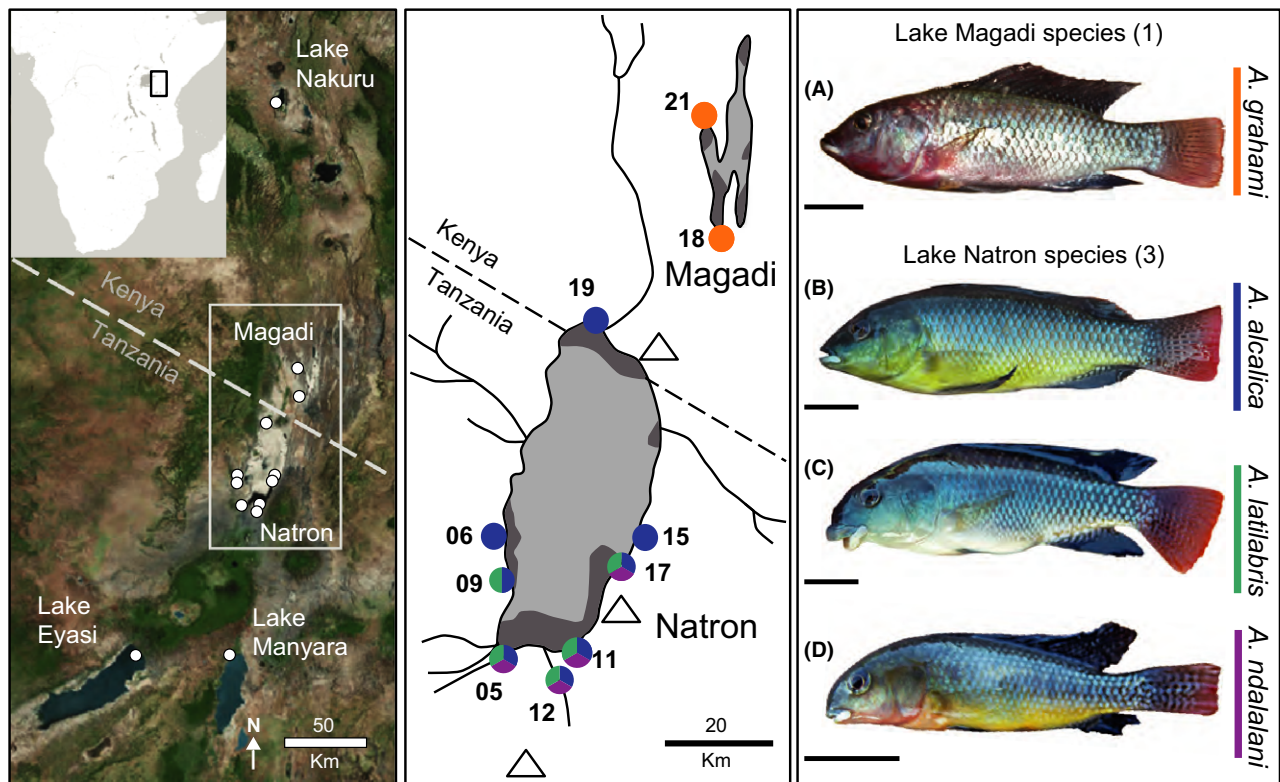 Lake
Nakuru
Kenya
Tanzania
Magadi
Natron
Lake
Eyasi
Lake
Manyara
N
50
Km
21
18
Magadi
Kenya
Tanzania
19
06
15
09
17
Natron
11
05
12
20
Km
Lake Magadi species (1)
(A)
A. grahami
Lake Natron species (3)
(B)
A. alcalica
(C)
A. latilabris
(D)
A. ndalalani